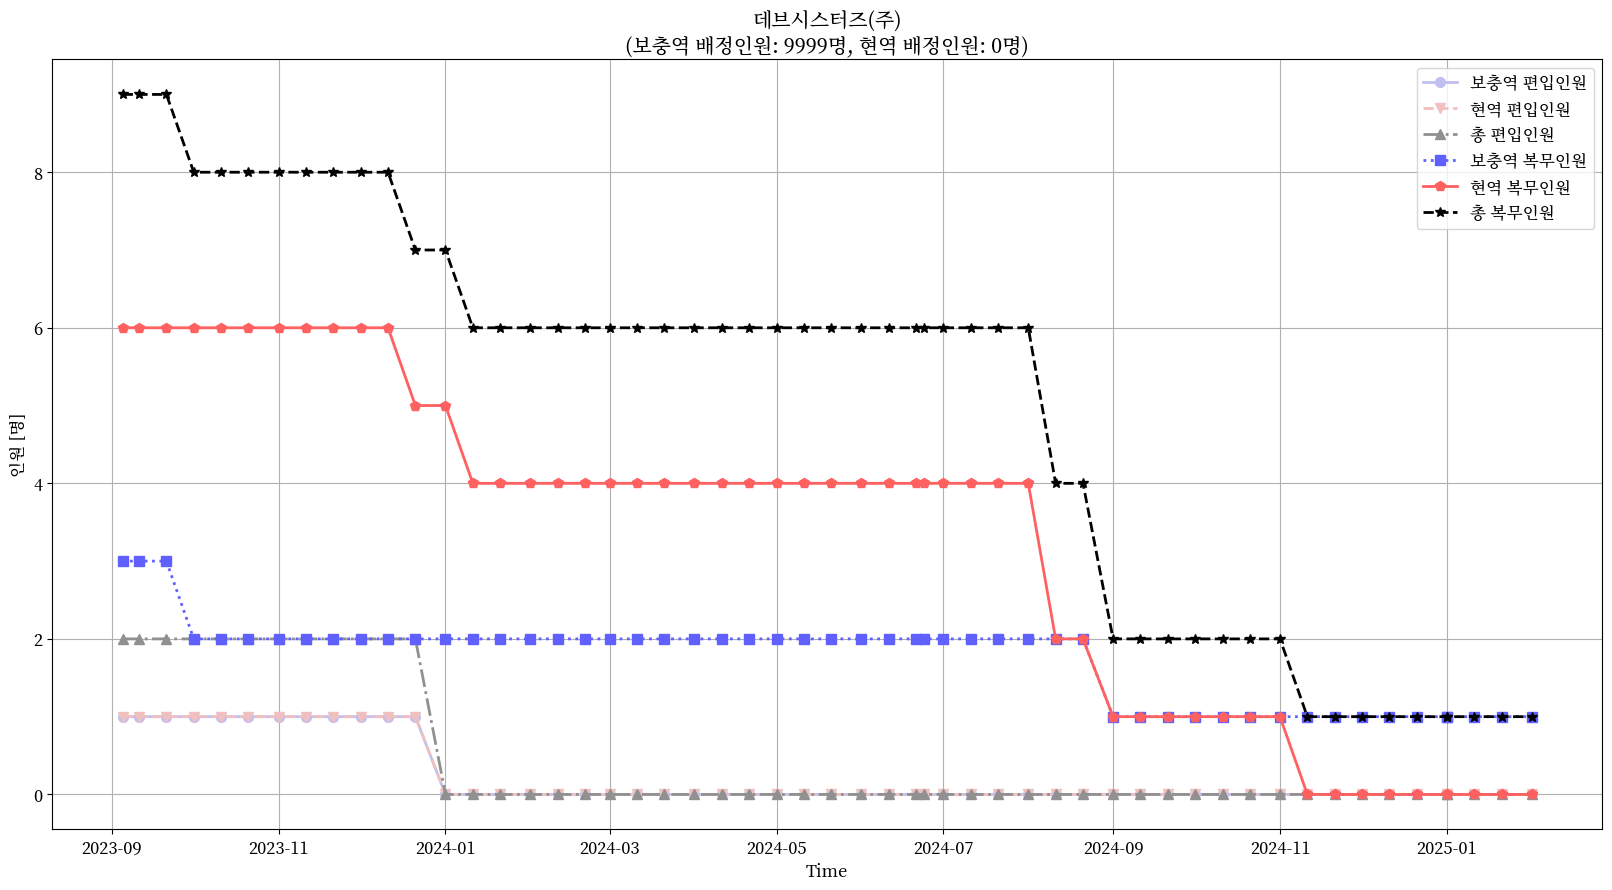 데브시스터즈(주)
(보충역 배정인원: 9999명, 현역 배정인원: 0명)
보충역 편입인원
현역 편입인원
총 편입인원
보충역 복무인원
현역 복무인원
총 복무인원
인원 [명]
8
6
4
2
0
2023-09
2023-11
2024-01
2024-03
2024-05
2024-07
2024-09
2024-11
2025-01
Time